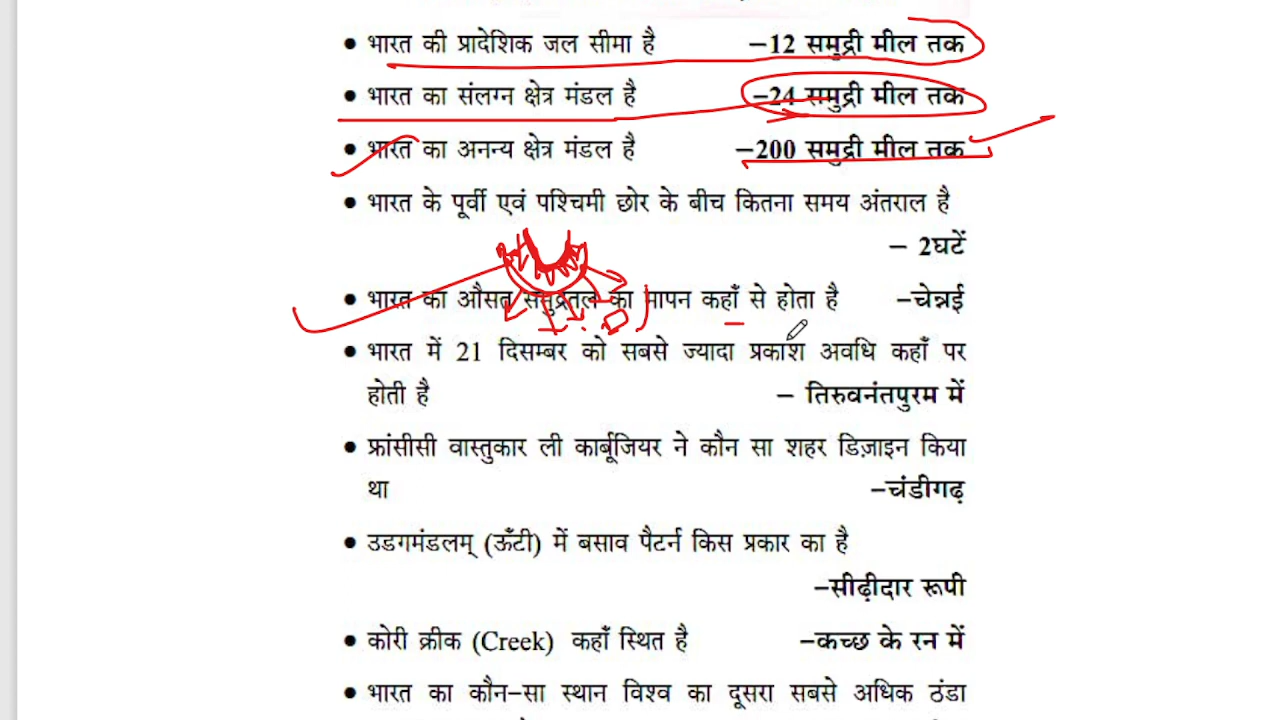 ● भारत की प्रादेशिक जल सीमा है –12 समुद्री मील तक
● भारत का संलग्न क्षेत्र मंडल है –24 समुद्री मील तक
● भारत का अनन्य क्षेत्र मंडल है –200 समुद्री मील तक
● भारत के पूर्वी एवं पश्चिमी छोर के बीच कितना समय अंतराल है
– 2घटें
● भारत का औसत समुद्रतल का मापन कहाँ से होता है –चेन्नई
● भारत में 21 दिसम्बर को सबसे ज्यादा प्रकाश अवधि कहाँ पर
होती है – तिरुवनंतपुरम में
● फ्रांसीसी वास्तुकार ली कार्बूजियर ने कौन सा शहर डिज़ाइन किया
था –चंडीगढ़
● उडगमंडलम् (ऊँटी) में बसाव पैटर्न किस प्रकार का है
–सीढ़ीदार रूपी
● कोरी क्रीक (Creek) कहाँ स्थित है –कच्छ के रन में
● भारत का कौन–सा स्थान विश्व का दूसरा सबसे अधिक ठंडा